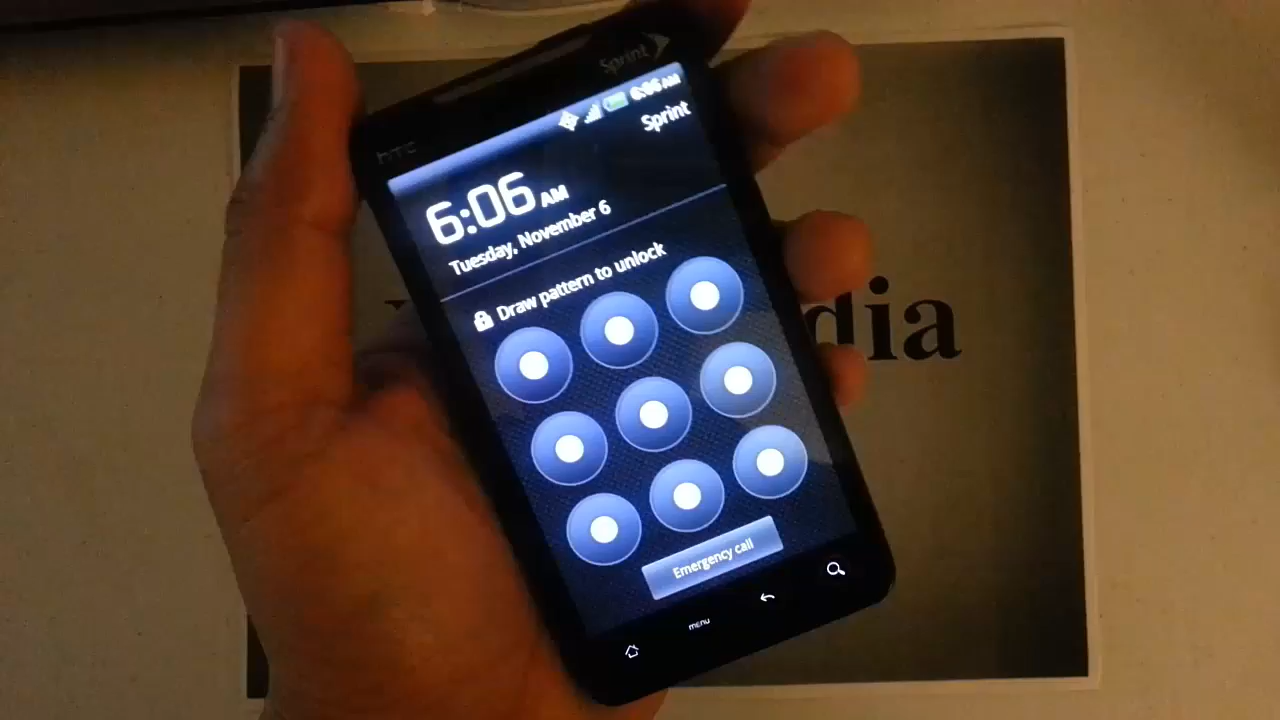 Sprint
hTC
6:06 AM
Sprint
6:06 AM
Tuesday, November 6
Draw pattern to unlock
Emergency call
menu
dia